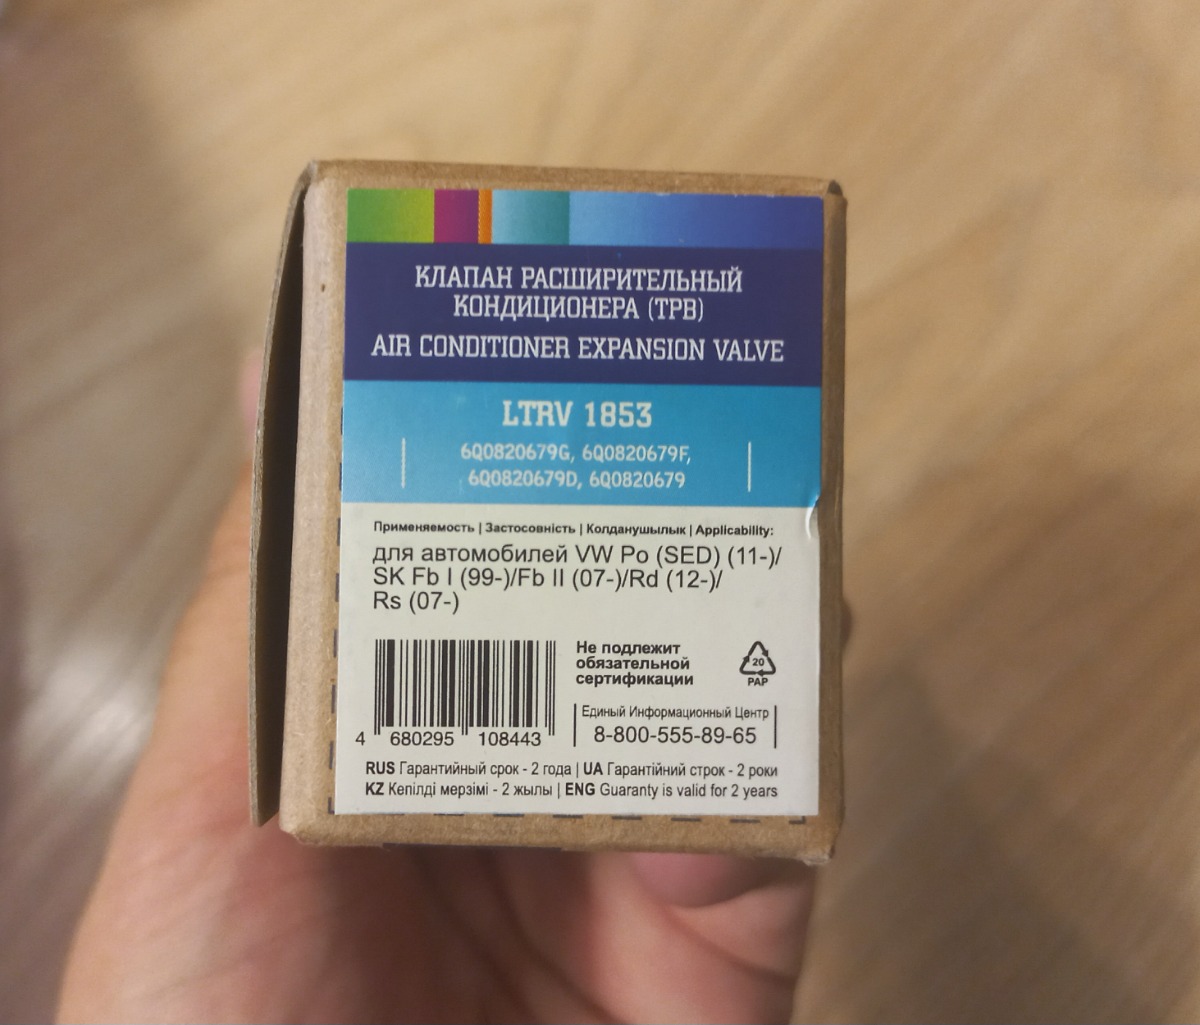 КЛАПАН РАСШИРИТЕЛЬНЫЙ
КОНДИЦИОНЕРА (ТРВ)
AIR CONDITIONER EXPANSION VALVE
LTRV 1853
6Q0820679G, 6Q0820679F,
6Q0820679D, 6Q0820679
Применяемость | Застосовність | Колданушылык | Applicability:
для автомобилей VW Po (SED) (11-)/
SK Fb I (99-)/Fb II (07-)/Rd (12-)/
Rs (07-)
Не подлежит
обязательной
сертификации
20
PAP
Единый Информационный Центр
8-800-555-89-65
4 680295 108443
RUS Гарантийный срок - 2 года | UA Гарантійний строк - 2 роки
KZ Кепілді мерзімі - 2 жылы | ENG Guaranty is valid for 2 years